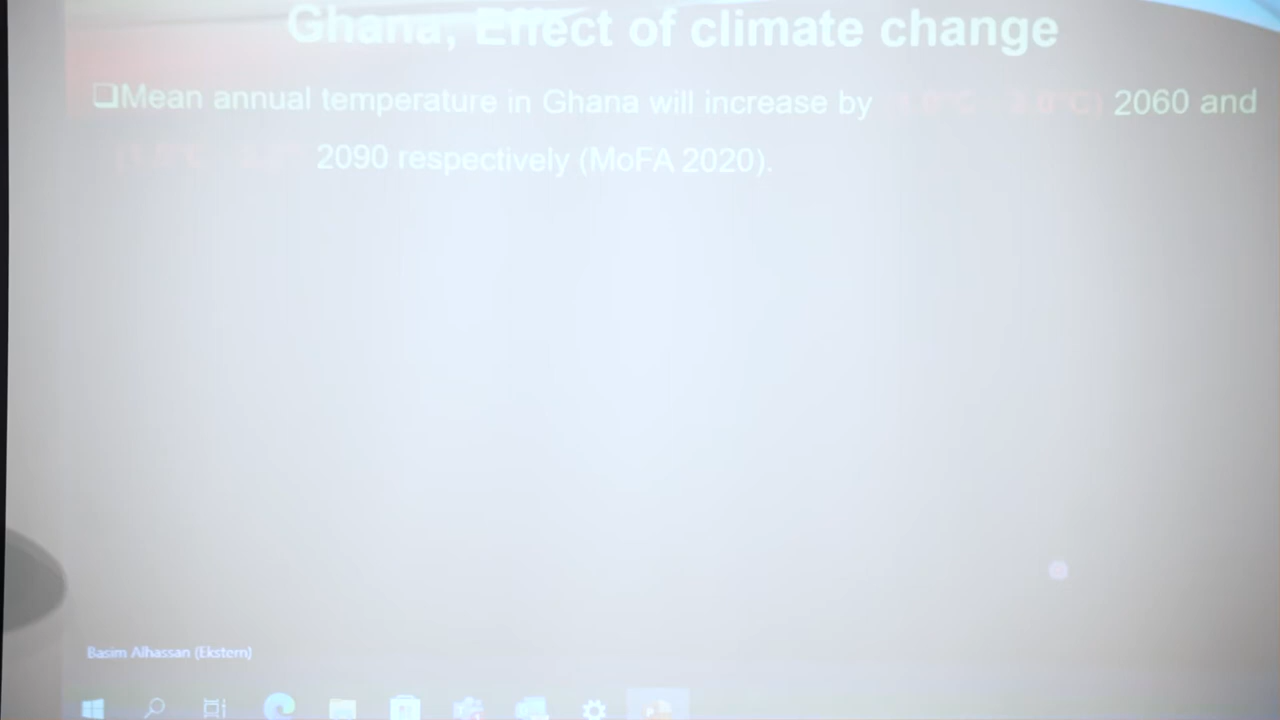 Ghana, Effect of climate change
❑Mean annual temperature in Ghana will increase by 2060 and
2090 respectively (MoFA 2020).
Basim Alhassan (Ekstern)